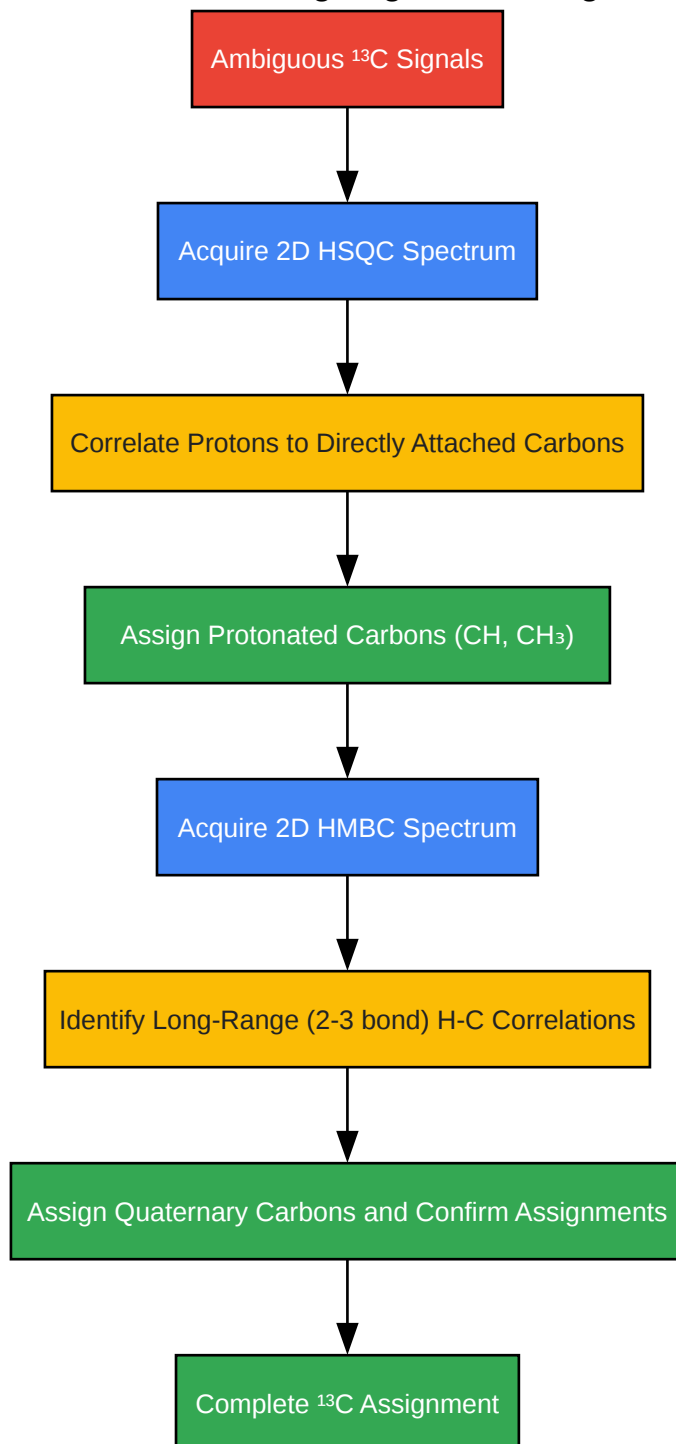 Ambiguous ¹³C Signals
Acquire 2D HSQC Spectrum
Correlate Protons to Directly Attached Carbons
Assign Protonated Carbons (CH, CH₃)
Acquire 2D HMBC Spectrum
Identify Long-Range (2-3 bond) H-C Correlations
Assign Quaternary Carbons and Confirm Assignments
Complete ¹³C Assignment